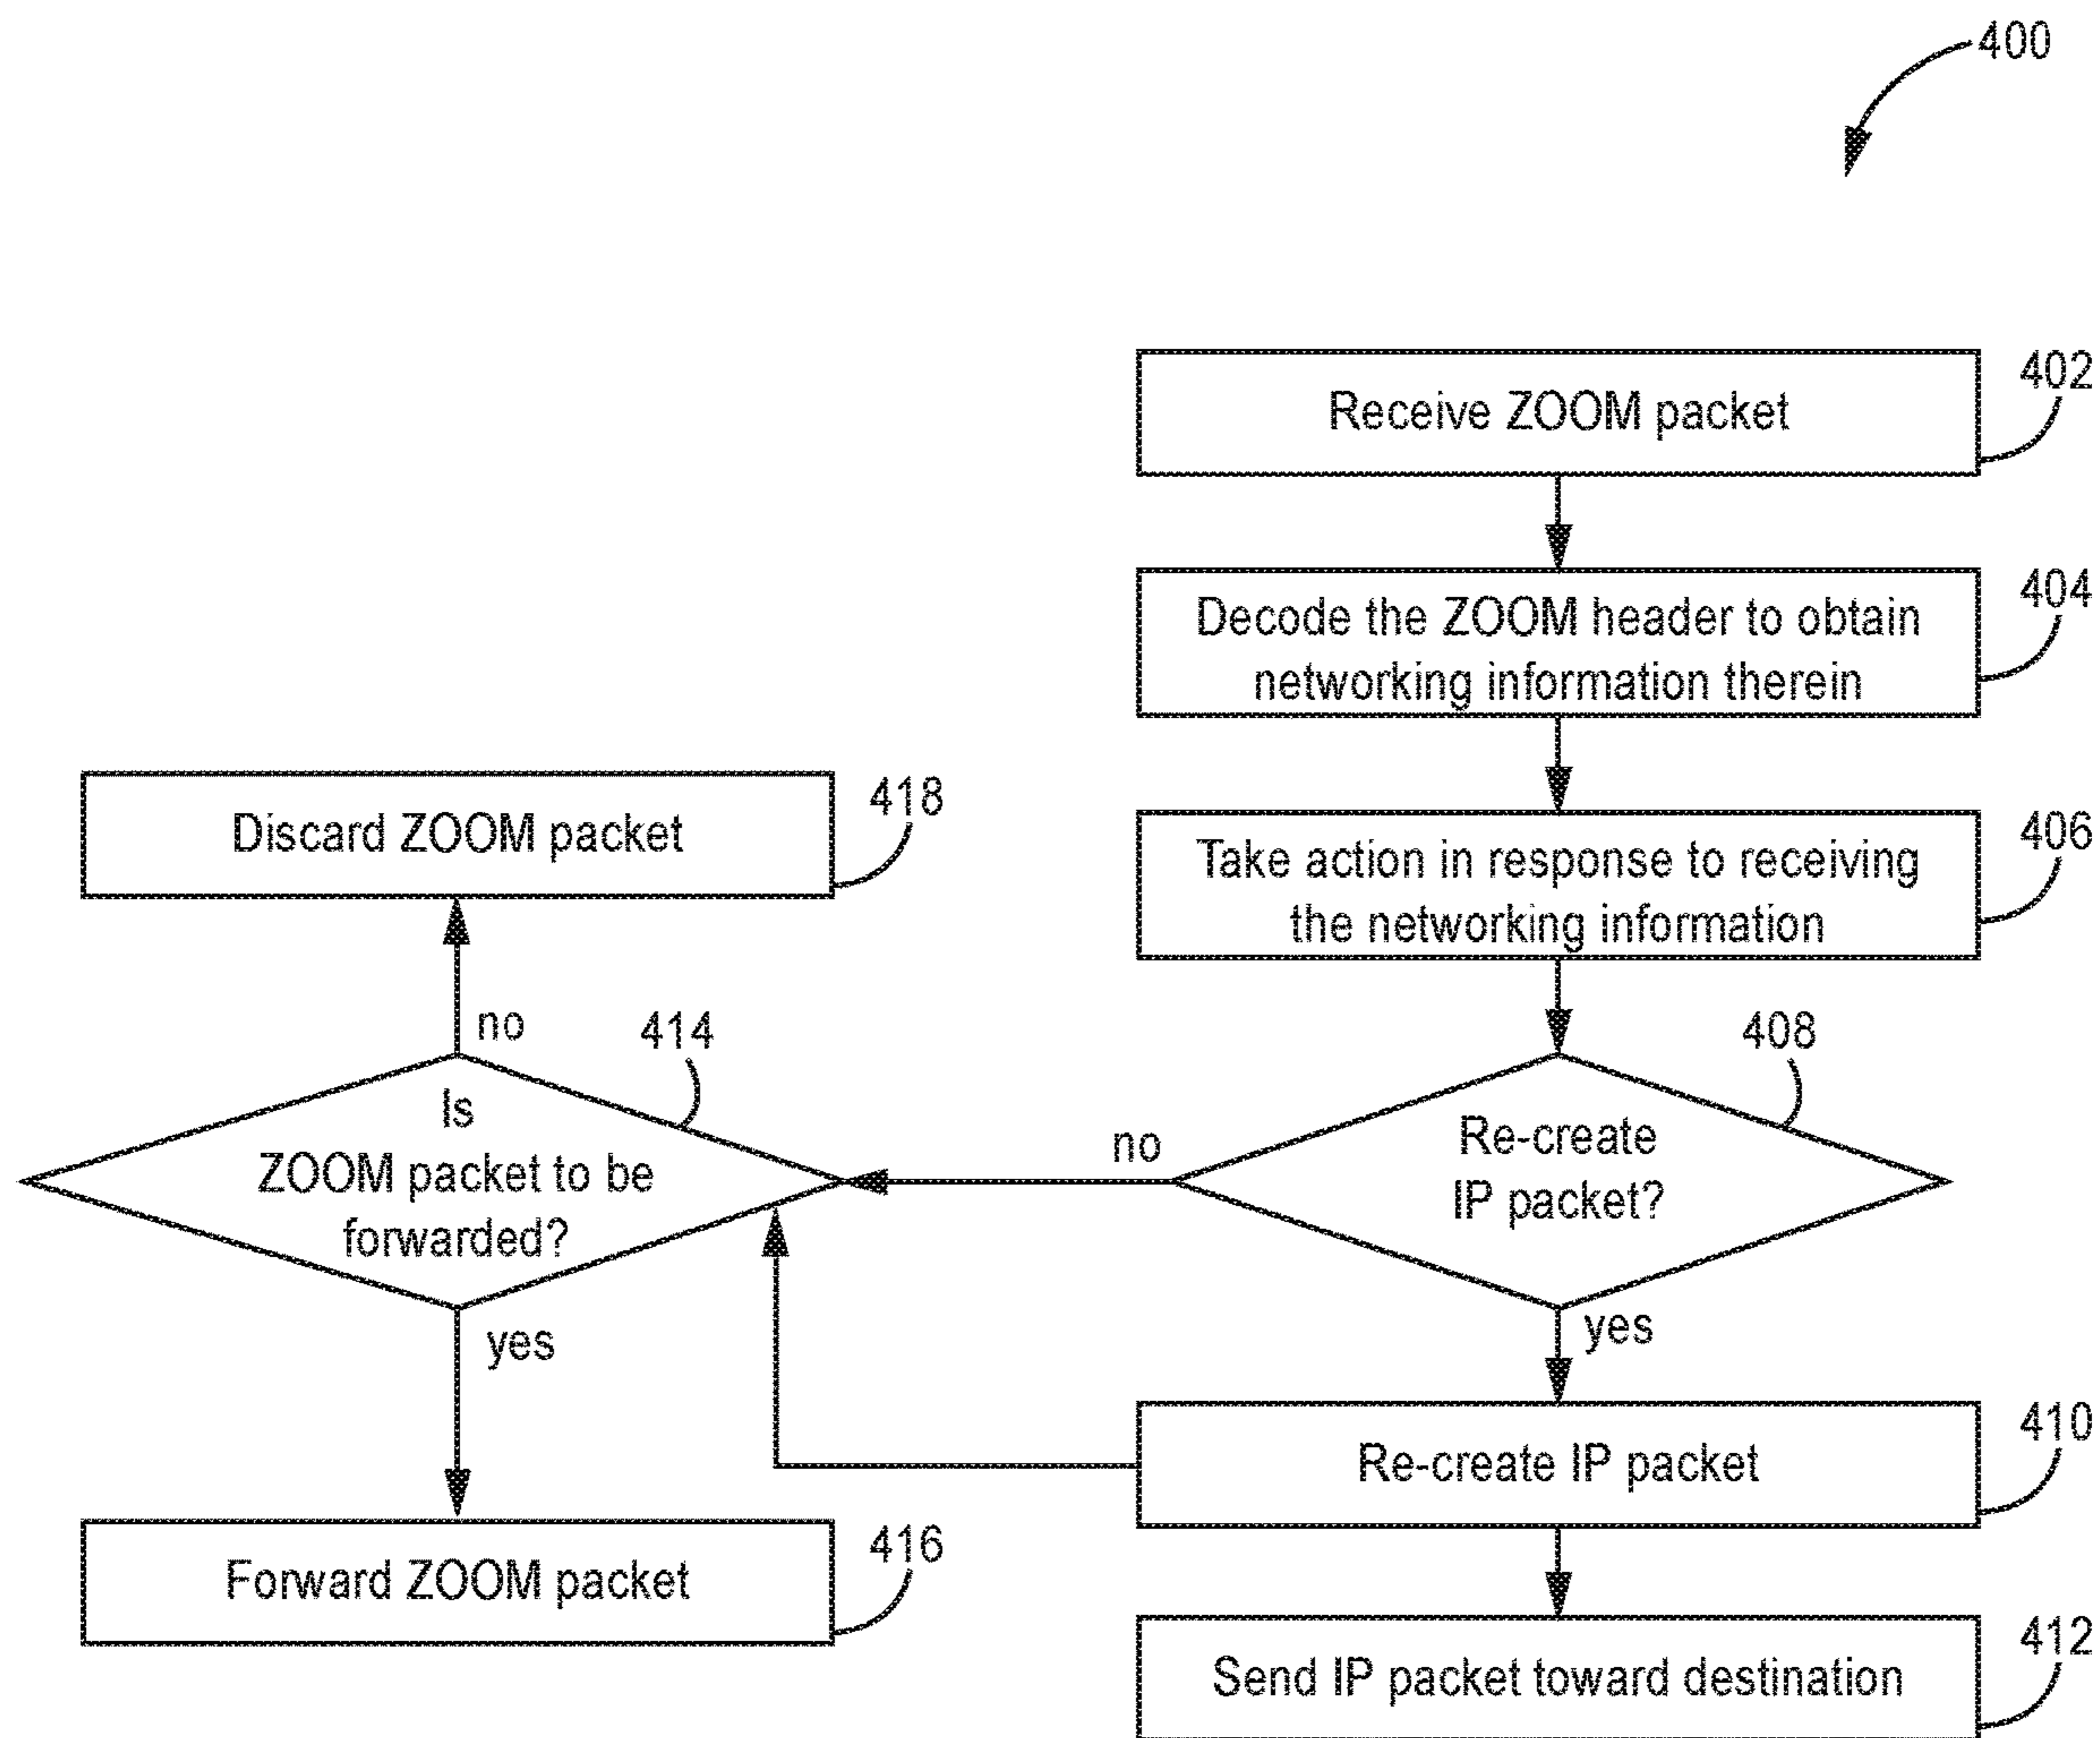 400
Receive ZOOM packet
402
Decode the ZOOM header to obtain
networking information therein
404
Take action in response to receiving
the networking information
406
Discard ZOOM packet
418
no
414
Is
ZOOM packet to be
forwarded?
yes
408
Re-create
IP packet?
no
yes
Re-create IP packet
410
Forward ZOOM packet
416
Send IP packet toward destination
412